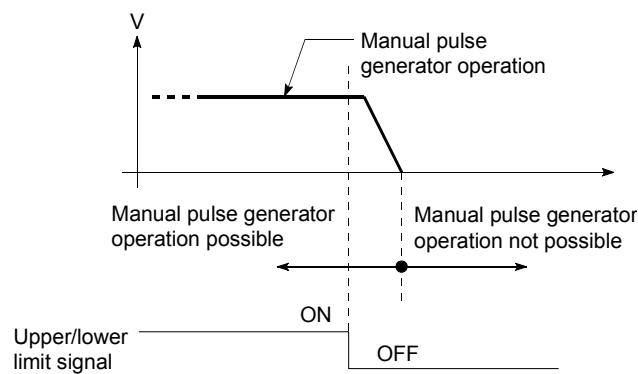 V
Manual pulse
generator operation
Manual pulse generator
operation possible
Manual pulse generator
operation not possible
ON
Upper/lower
limit signal
OFF